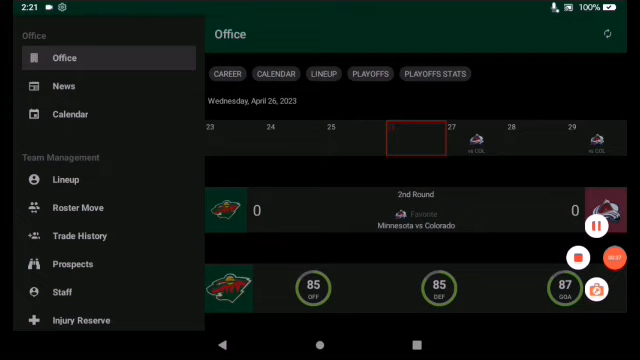 2:21
100%
Office
Office
News
Calendar
Team Management
Lineup
Roster Move
Trade History
Prospects
Staff
Injury Reserve
Office
CAREER CALENDAR LINEUP PLAYOFFS PLAYOFFS STATS
Wednesday, April 26, 2023
23 24 25 26 27 28 29
vs COL vs COL
2nd Round
0 0
Favorite
Minnesota vs Colorado
85 85 87
OFF DEF GOA
00:37